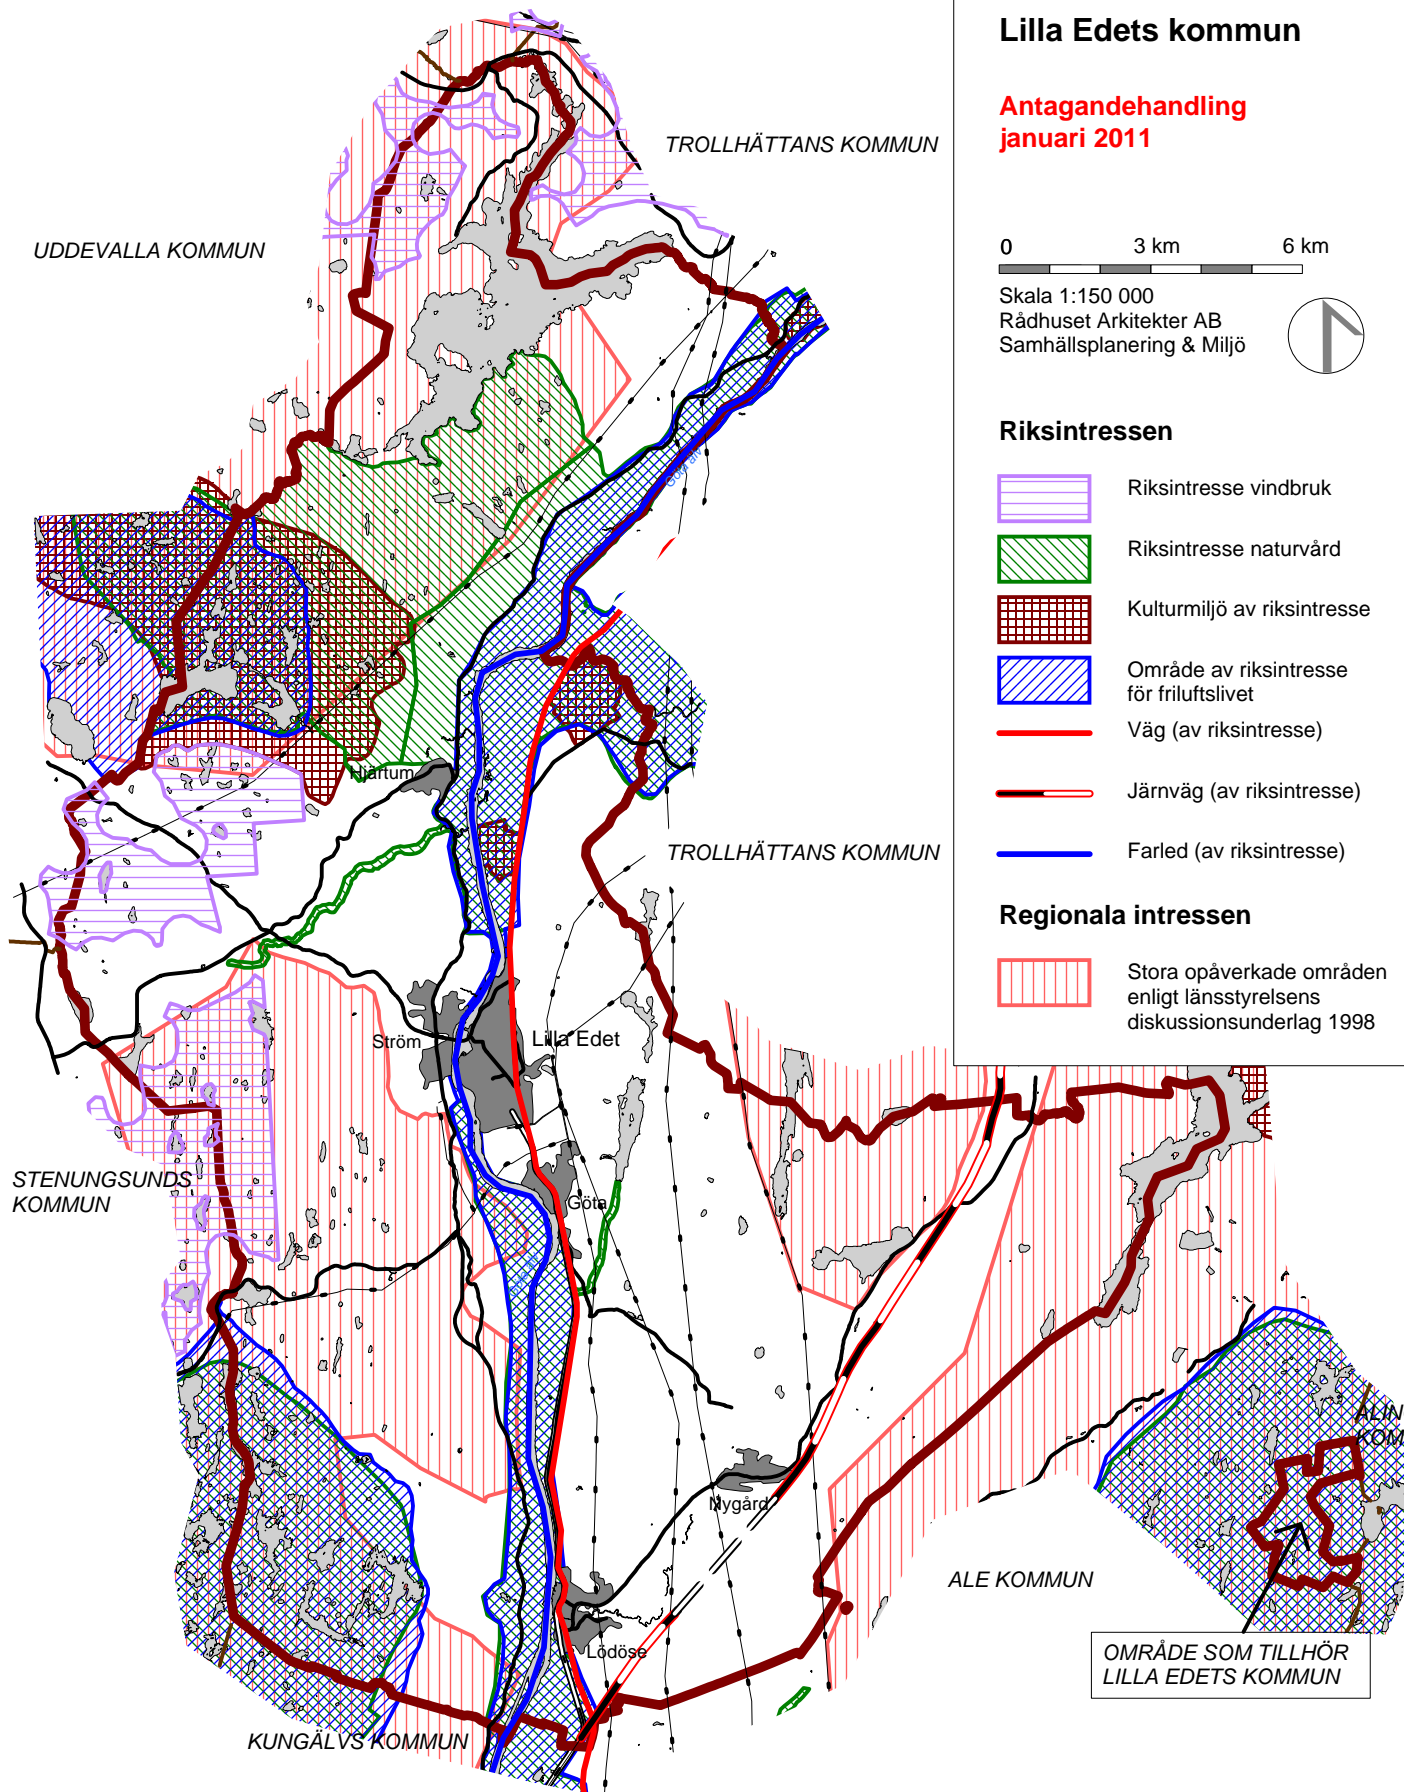 Lilla Edets kommun
Antagandehandling
januari 2011
0 3 km 6 km
Skala 1:150 000
Rådhuset Arkitekter AB
Samhällsplanering & Miljö
Riksintressen
Riksintresse vindbruk
Riksintresse naturvård
Kulturmiljö av riksintresse
Område av riksintresse
för friluftslivet
Väg (av riksintresse)
Järnväg (av riksintresse)
Farled (av riksintresse)
Regionala intressen
Stora opåverkade områden
enligt länsstyrelsens
diskussionsunderlag 1998
TROLLHÄTTANS KOMMUN
UDDEVALLA KOMMUN
Göta älv
Hjärtum
TROLLHÄTTANS KOMMUN
Ström
Lilla Edet
STENUNGSUNDS
KOMMUN
Göta
Nygård
ALIN
KOM
ALE KOMMUN
Lödöse
OMRÅDE SOM TILLHÖR
LILLA EDETS KOMMUN
KUNGÄLVS KOMMUN